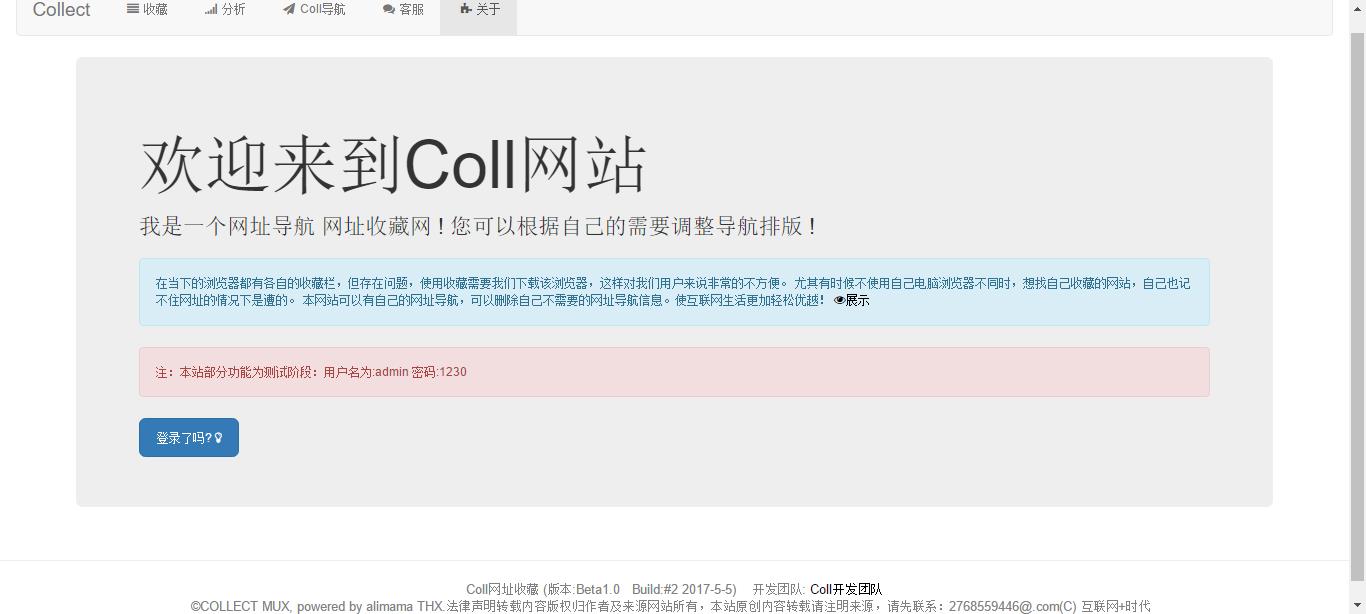 Collect 收藏 分析 Coll导航 客服 关于
欢迎来到Coll网站
我是一个网址导航 网址收藏网！您可以根据自己的需要调整导航排版！
在当下的浏览器都有各自的收藏栏，但存在问题，使用收藏需要我们下载该浏览器，这样对我们用户来说非常的不方便。 尤其有时候不使用自己电脑浏览器不同时，想找自己收藏的网站，自己也记
不住网址的情况下是遭的。 本网站可以有自己的网址导航，可以删除自己不需要的网址导航信息。使互联网生活更加轻松优越！ 展示
注：本站部分功能为测试阶段：用户名为:admin 密码:1230
登录了吗?
Coll网址收藏 (版本:Beta1.0 Build:#2 2017-5-5) 开发团队: Coll开发团队
©COLLECT MUX, powered by alimama THX.法律声明转载内容版权归作者及来源网站所有，本站原创内容转载请注明来源，请先联系：2768559446@.com(C) 互联网+时代